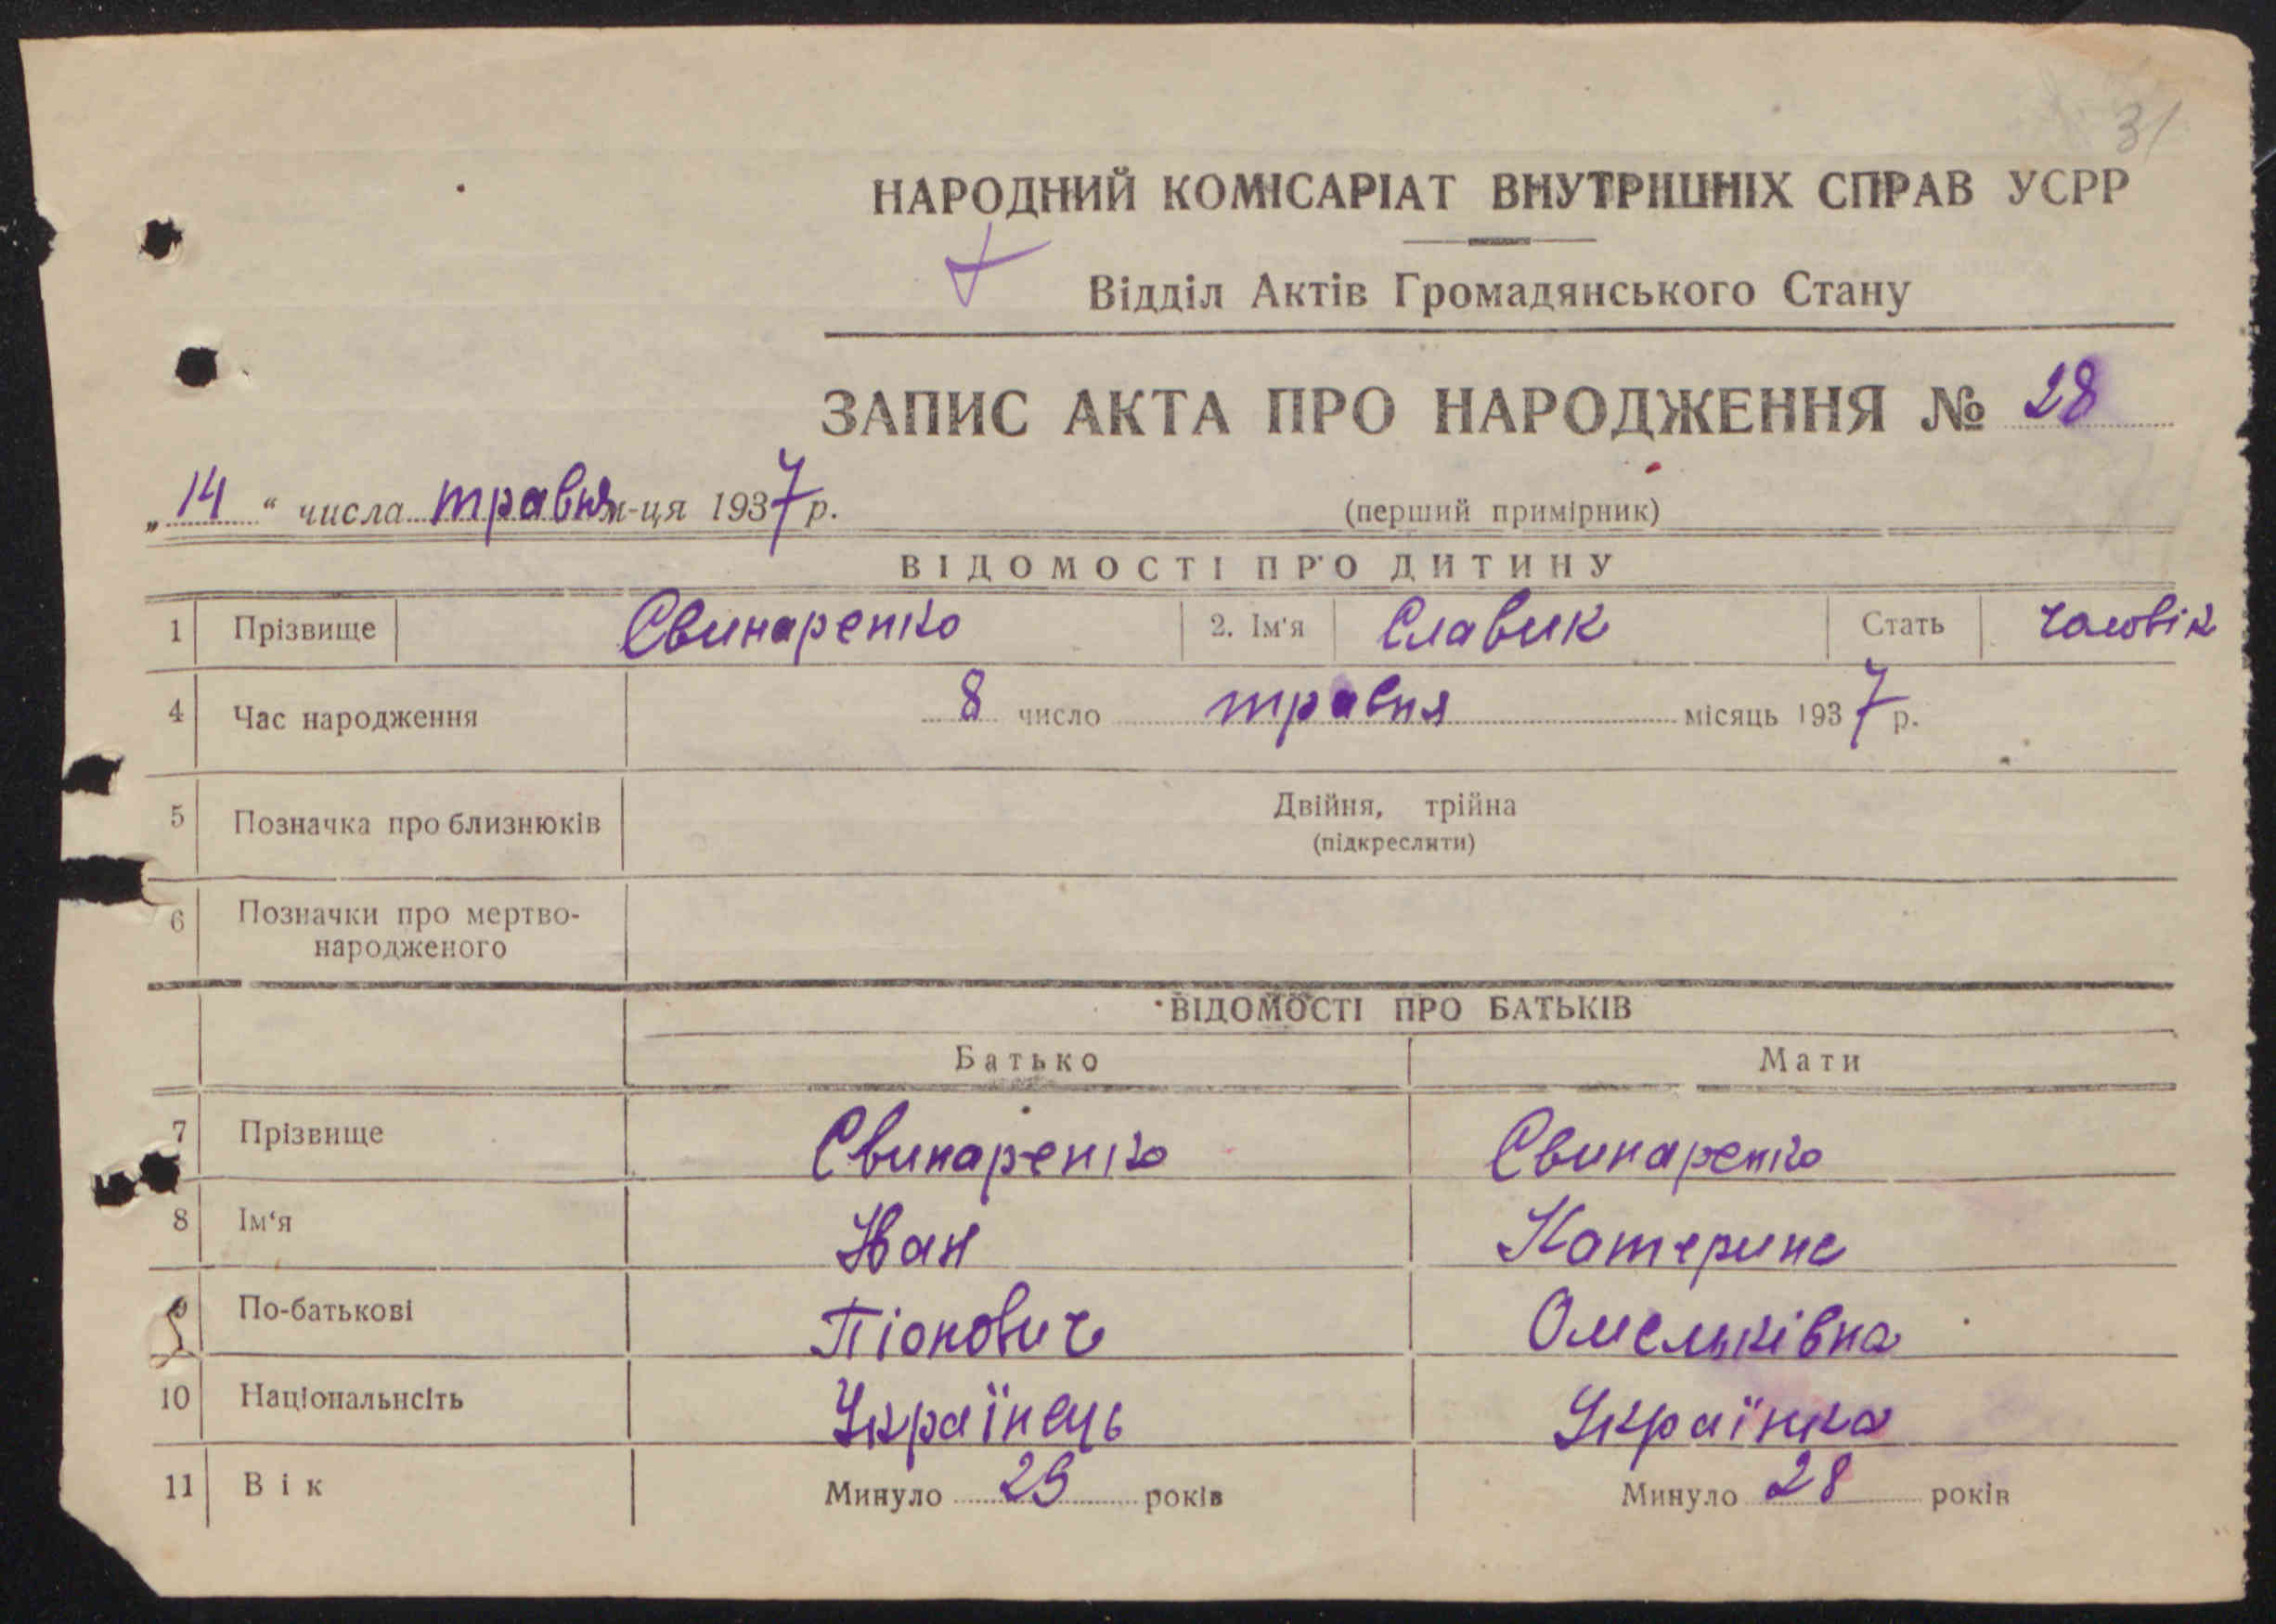 31
НАРОДНИЙ КОМІСАРІАТ ВНУТРІШНІХ СПРАВ УСРР
Відділ Актів Громадянського Стану
ЗАПИС АКТА ПРО НАРОДЖЕННЯ № 28
„14“ числа травня м-ця 1937 р. (перший примірник)
ВІДОМОСТІ ПРО ДИТИНУ
1 Прізвище Свинаренко 2. Ім'я Славик Стать чоловік
4 Час народження 8 число травня місяць 1937 р.
5 Позначка про близнюків Двійня, трійна
(підкреслити)
6 Позначки про мертво-
народженого
ВІДОМОСТІ ПРО БАТЬКІВ
Батько Мати
7 Прізвище Свинаренко Свинаренко
8 Ім‘я Іван Катерина
9 По-батькові Піонович Омельківна
10 Національнсіть Українець Українка
11 Вік Минуло 29 років Минуло 28 років